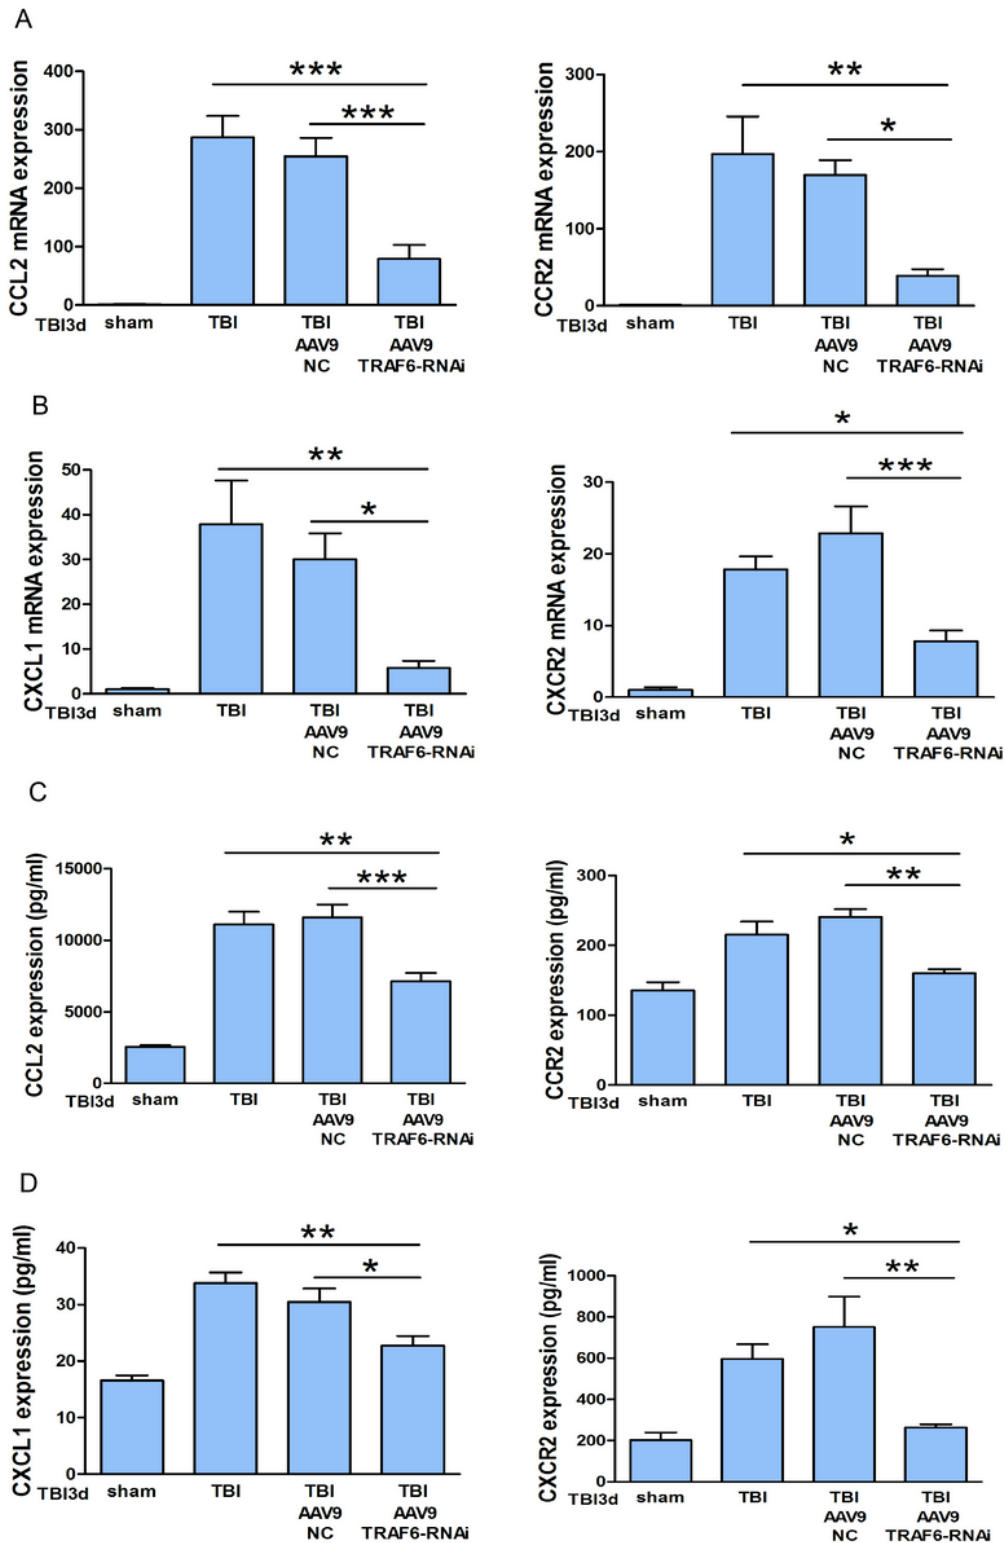 A
CCL2 mRNA expression
400
300
200
100
0
***
***
TBI3d
sham
TBI
TBI
AAV9
NC
TBI
AAV9
TRAF6-RNAi
CCR2 mRNA expression
300
200
100
0
**
*
TBI3d
sham
TBI
TBI
AAV9
NC
TBI
AAV9
TRAF6-RNAi
B
CXCL1 mRNA expression
50
40
30
20
10
0
**
*
TBI3d
sham
TBI
TBI
AAV9
NC
TBI
AAV9
TRAF6-RNAi
CXCR2 mRNA expression
30
20
10
0
*
***
TBI3d
sham
TBI
TBI
AAV9
NC
TBI
AAV9
TRAF6-RNAi
C
CCL2 expression (pg/ml)
15000
10000
5000
0
**
***
TBI3d
sham
TBI
TBI
AAV9
NC
TBI
AAV9
TRAF6-RNAi
CCR2 expression (pg/ml)
300
200
100
0
*
**
TBI3d
sham
TBI
TBI
AAV9
NC
TBI
AAV9
TRAF6-RNAi
D
CXCL1 expression (pg/ml)
40
30
20
10
0
**
*
TBI3d
sham
TBI
TBI
AAV9
NC
TBI
AAV9
TRAF6-RNAi
CXCR2 expression (pg/ml)
1000
800
600
400
200
0
*
**
TBI3d
sham
TBI
TBI
AAV9
NC
TBI
AAV9
TRAF6-RNAi